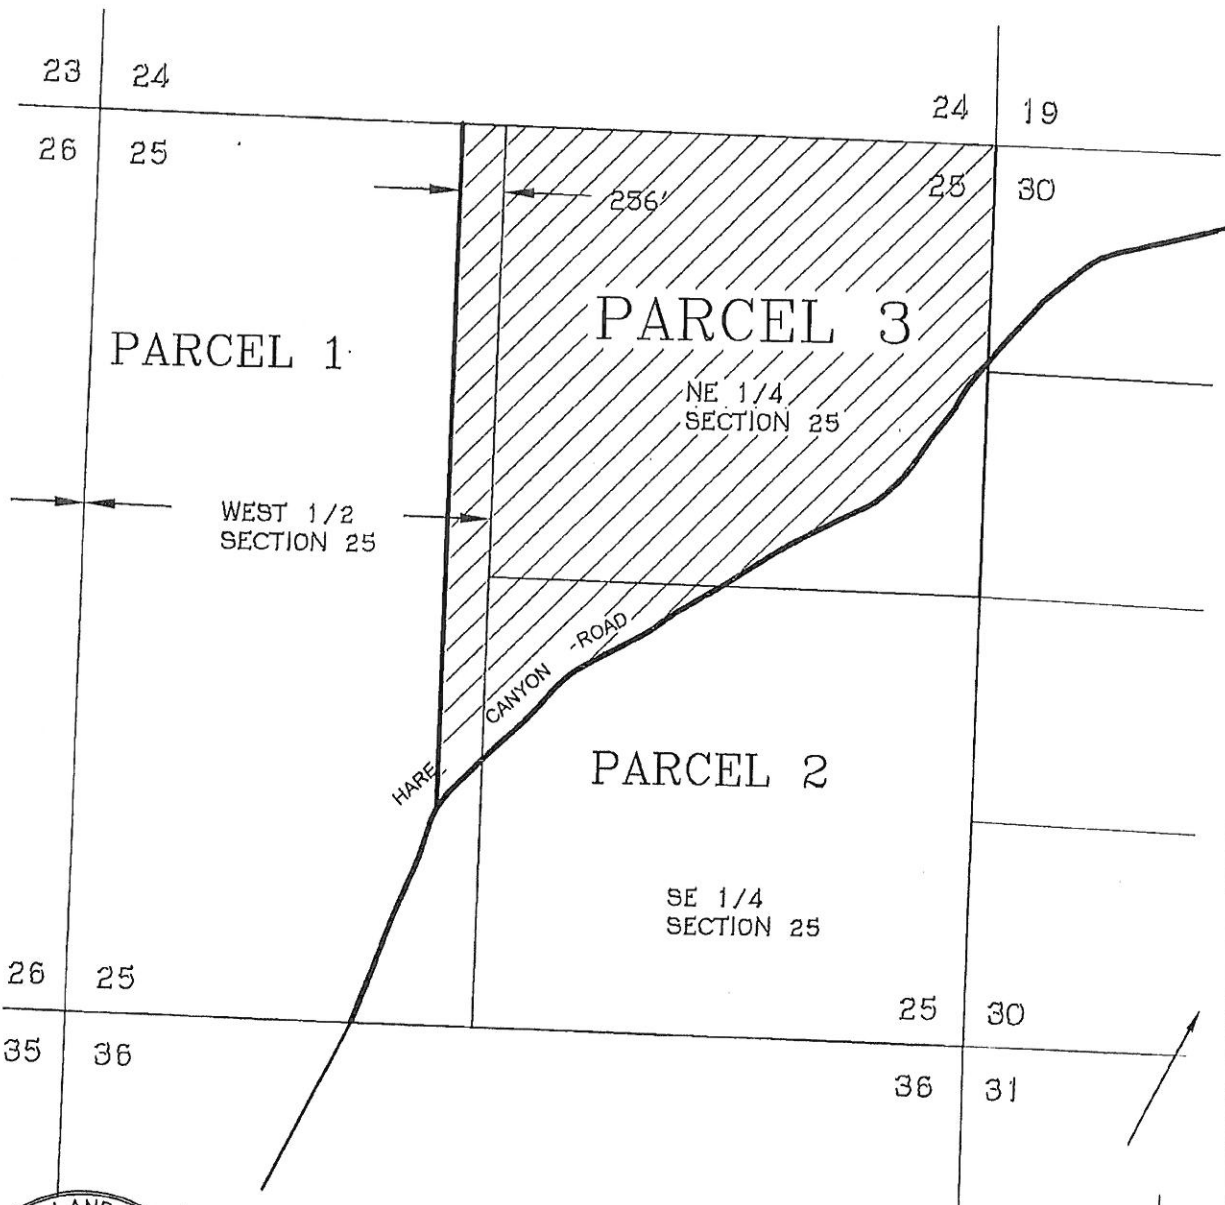 23 24
24 19
26 25
25 30
256'
PARCEL 3
PARCEL 1
NE 1/4
SECTION 25
WEST 1/2
SECTION 25
HARE - CANYON - ROAD
PARCEL 2
SE 1/4
SECTION 25
26 25
25 30
35 36
36 31
LAND